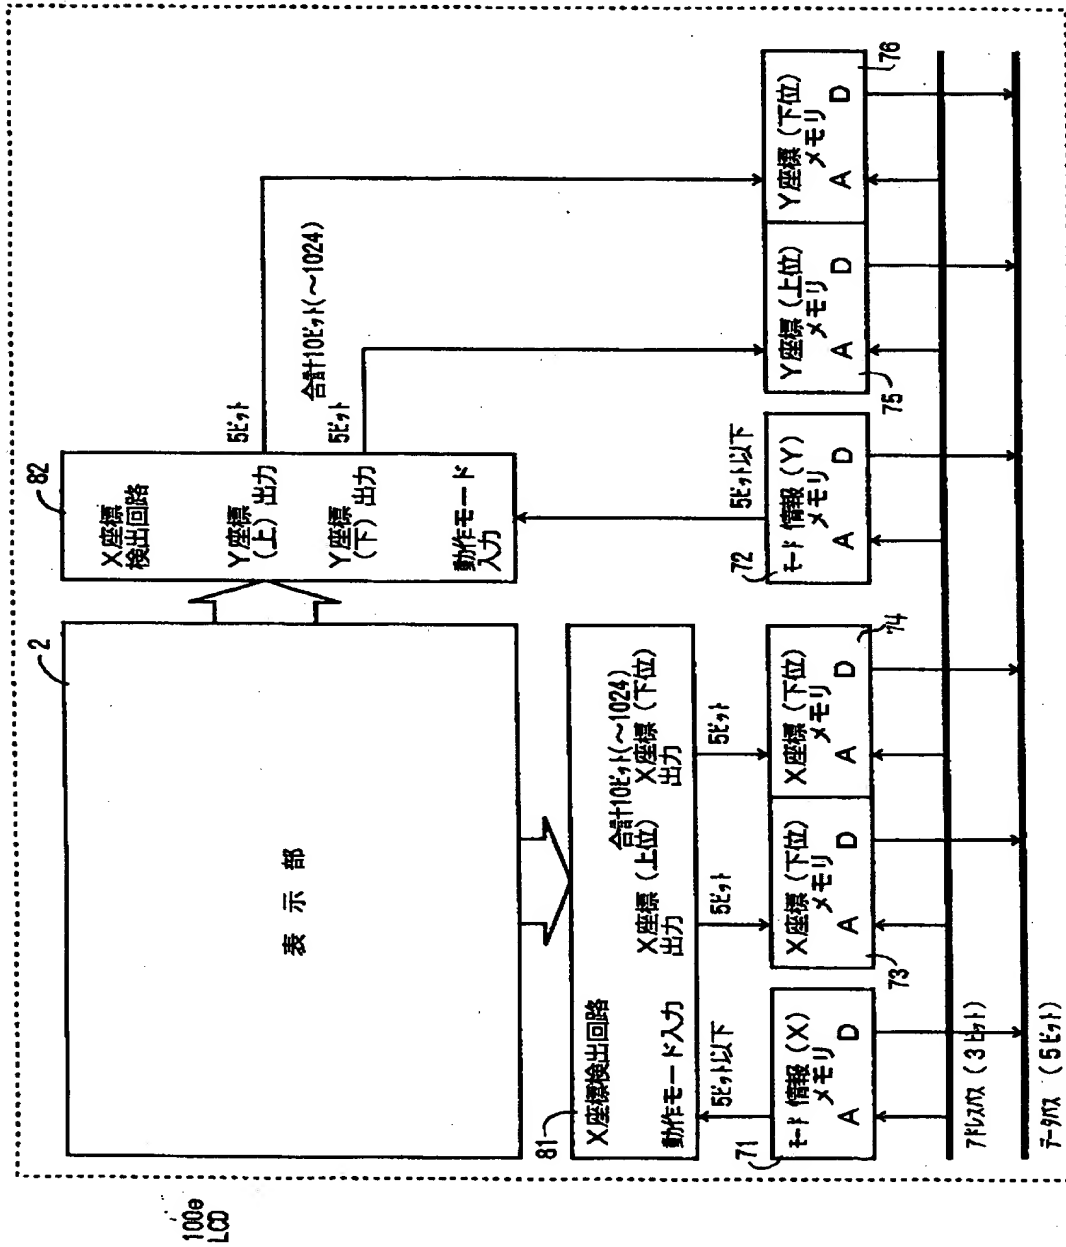 100e
LCD
2
表示部
82
X座標
検出回路
Y座標
(上) 出力
Y座標
(下) 出力
動作モード
入力
5ビット
5ビット
合計10ビット(～1024)
81
X座標検出回路
合計10ビット(～1024)
X座標 (上位)
出力
X座標 (下位)
出力
動作モード入力
5ビット以下
5ビット
5ビット
5ビット以下
71
モード情報 (X)
メモリ
A D
73
X座標 (下位)
メモリ
A D
74
X座標 (下位)
メモリ
A D
72
モード情報 (Y)
メモリ
A D
75
Y座標 (上位)
メモリ
A D
76
Y座標 (下位)
メモリ
A D
アドレスバス (3ビット)
データバス (5ビット)